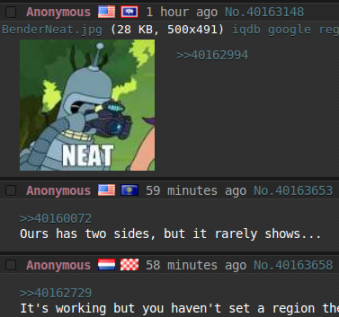 Anonymous 1 hour ago No.40163148
BenderNeat.jpg (28 KB, 500x491) iqdb google reg
>>40162994
NEAT
Anonymous 59 minutes ago No.40163653
>>40160072
Ours has two sides, but it rarely shows...
Anonymous 58 minutes ago No.40163658
>>40162729
It's working but you haven't set a region the